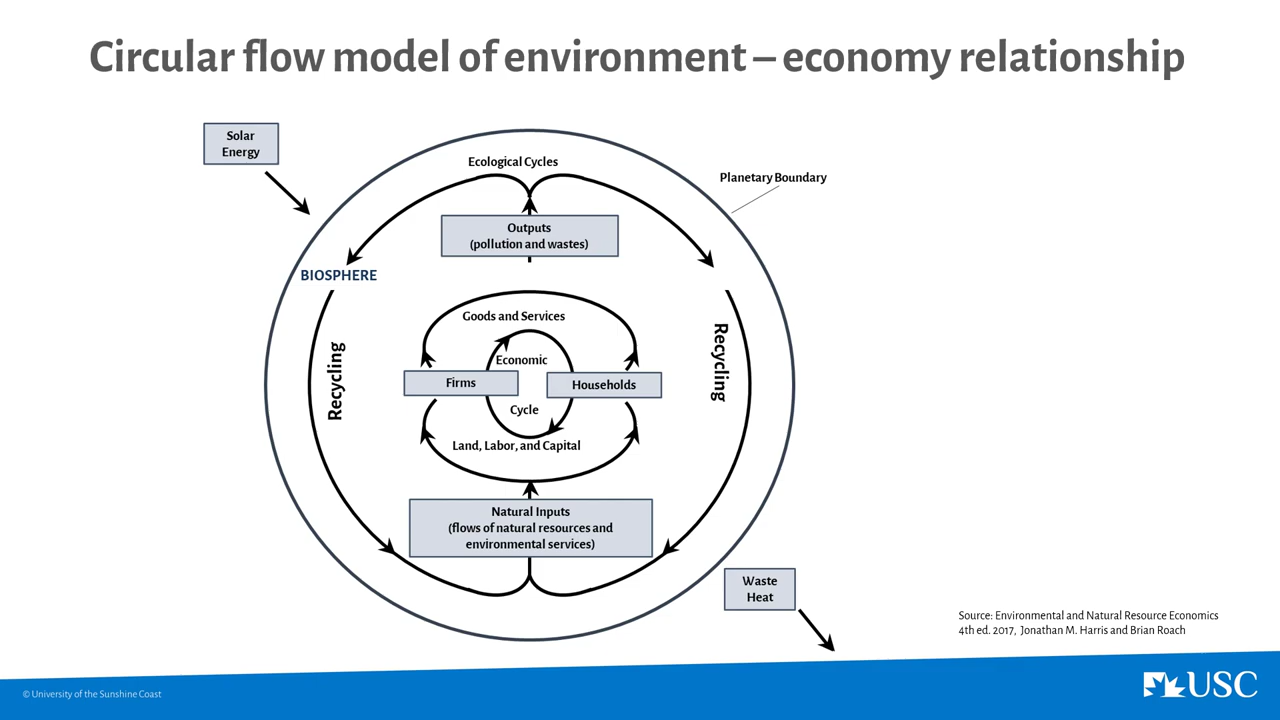 Circular flow model of environment – economy relationship
Solar
Energy
Ecological Cycles
Planetary Boundary
Outputs
(pollution and wastes)
BIOSPHERE
Goods and Services
Recycling
Recycling
Economic
Firms
Households
Cycle
Land, Labor, and Capital
Natural Inputs
(flows of natural resources and
environmental services)
Waste
Heat
Source: Environmental and Natural Resource Economics
4th ed. 2017, Jonathan M. Harris and Brian Roach
© University of the Sunshine Coast
USC